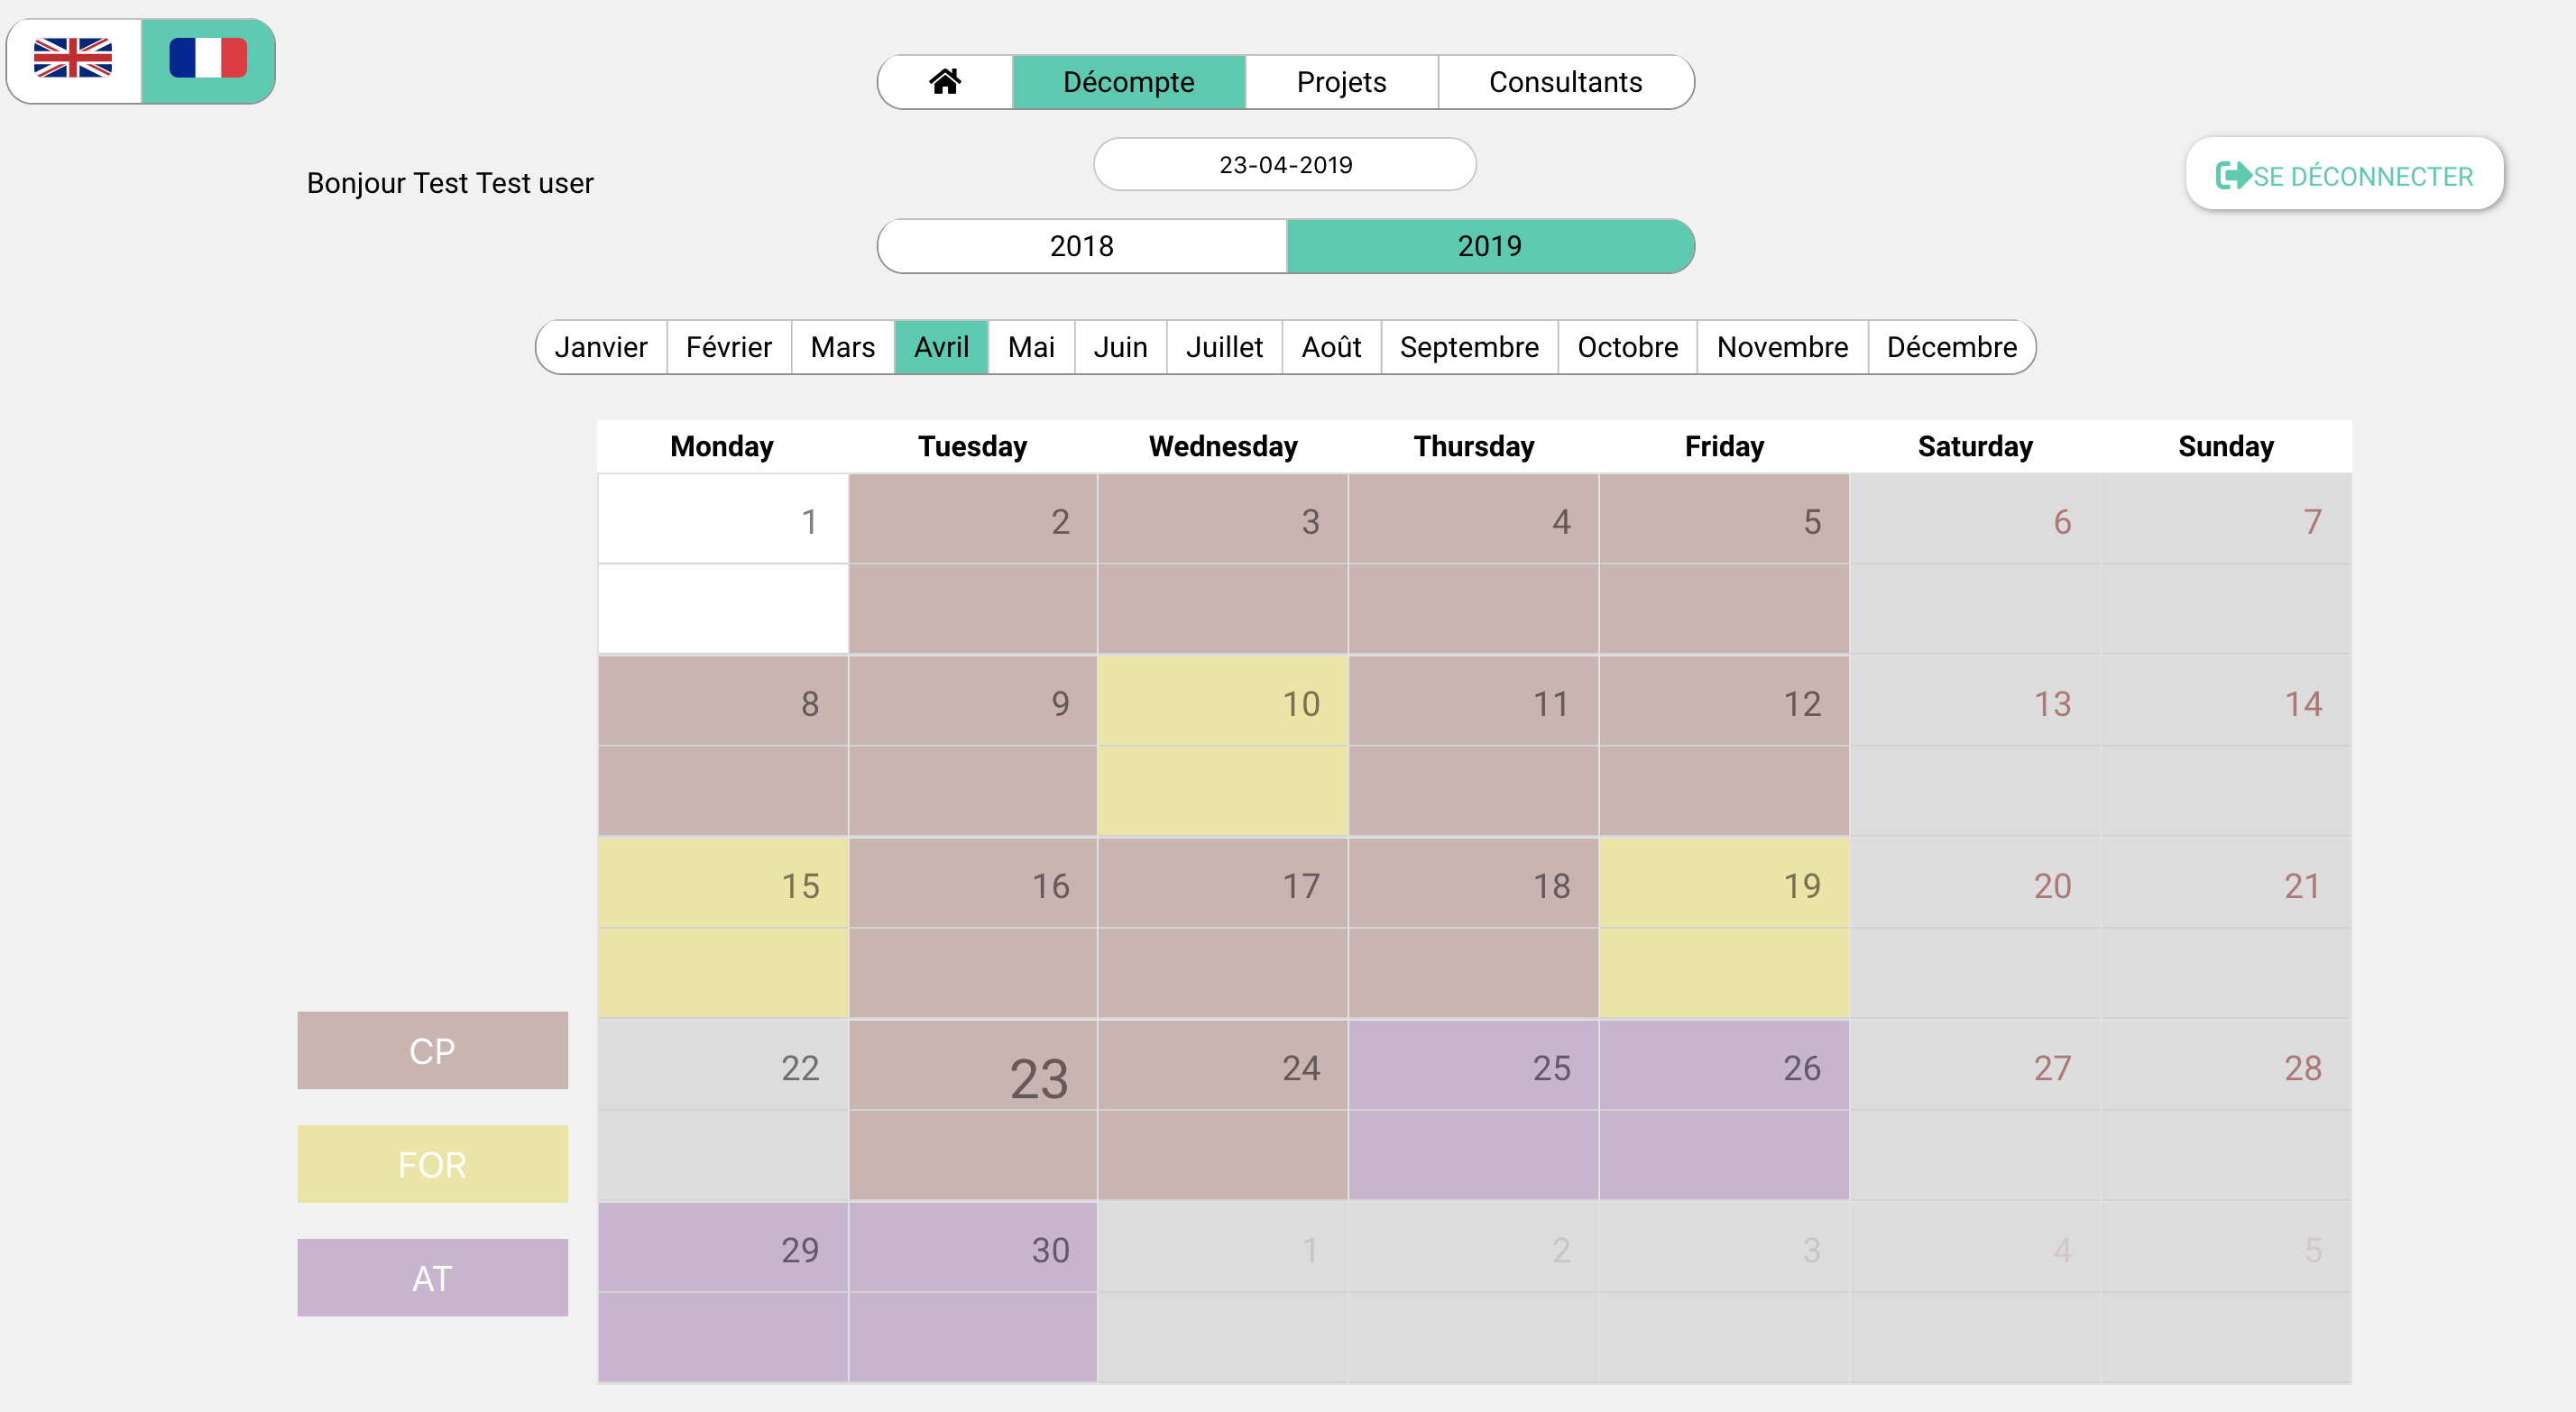 Décompte Projets Consultants
23-04-2019
Bonjour Test Test user
SE DÉCONNECTER
2018 2019
Janvier Février Mars Avril Mai Juin Juillet Août Septembre Octobre Novembre Décembre
Monday Tuesday Wednesday Thursday Friday Saturday Sunday
1 2 3 4 5 6 7
8 9 10 11 12 13 14
15 16 17 18 19 20 21
22 23 24 25 26 27 28
29 30 1 2 3 4 5
CP
FOR
AT